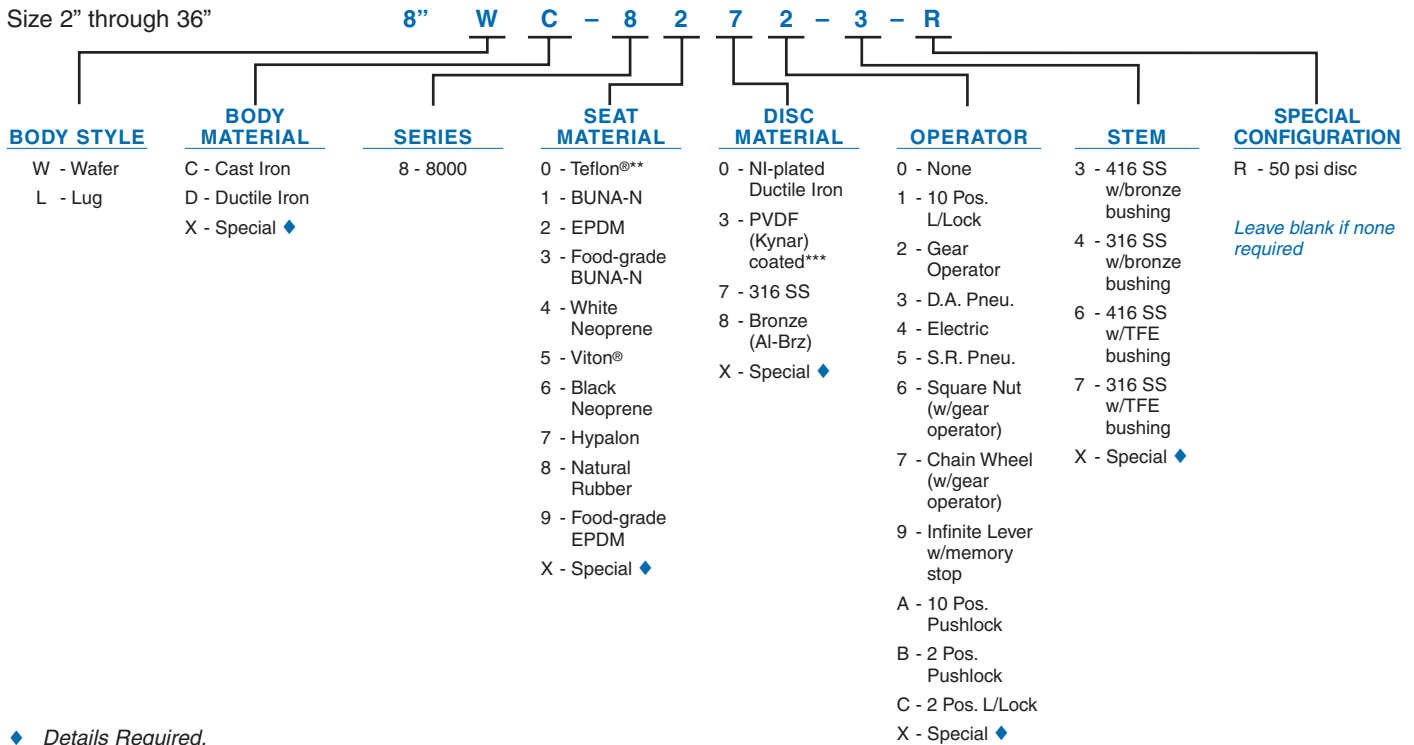 Size 2” through 36”
8” W C – 8 2 7 2 – 3 – R
BODY STYLE
W - Wafer
L - Lug
BODY
MATERIAL
C - Cast Iron
D - Ductile Iron
X - Special ♦
SERIES
8 - 8000
SEAT
MATERIAL
0 - Teflon®**
1 - BUNA-N
2 - EPDM
3 - Food-grade
BUNA-N
4 - White
Neoprene
5 - Viton®
6 - Black
Neoprene
7 - Hypalon
8 - Natural
Rubber
9 - Food-grade
EPDM
X - Special ♦
DISC
MATERIAL
0 - NI-plated
Ductile Iron
3 - PVDF
(Kynar)
coated***
7 - 316 SS
8 - Bronze
(Al-Brz)
X - Special ♦
OPERATOR
0 - None
1 - 10 Pos.
L/Lock
2 - Gear
Operator
3 - D.A. Pneu.
4 - Electric
5 - S.R. Pneu.
6 - Square Nut
(w/gear
operator)
7 - Chain Wheel
(w/gear
operator)
9 - Infinite Lever
w/memory
stop
A - 10 Pos.
Pushlock
B - 2 Pos.
Pushlock
C - 2 Pos. L/Lock
X - Special ♦
STEM
3 - 416 SS
w/bronze
bushing
4 - 316 SS
w/bronze
bushing
6 - 416 SS
w/TFE
bushing
7 - 316 SS
w/TFE
bushing
X - Special ♦
SPECIAL
CONFIGURATION
R - 50 psi disc
Leave blank if none
required
♦ Details Required.